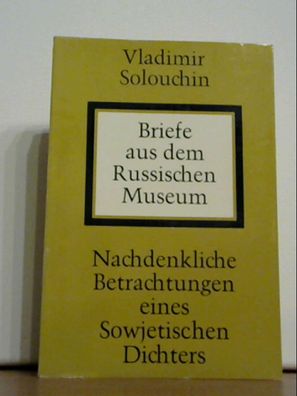 Vladimir
Solouchin
Briefe
aus dem
Russischen
Museum
Nachdenkliche
Betrachtungen
eines
Sowjetischen
Dichters